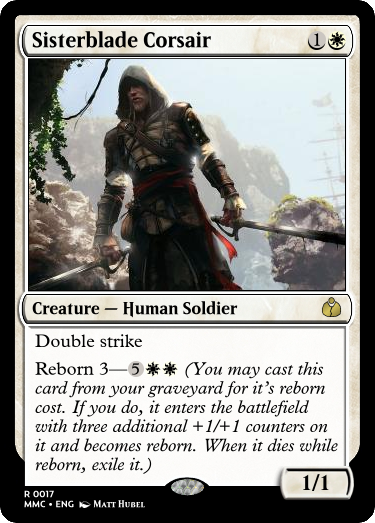 Sisterblade Corsair 1
Creature — Human Soldier
Double strike
Reborn 3—5 (You may cast this
card from your graveyard for it's reborn
cost. If you do, it enters the battlefield
with three additional +1/+1 counters on
it and becomes reborn. When it dies while
reborn, exile it.)
1/1
R 0017
MMC • ENG Matt Hubel